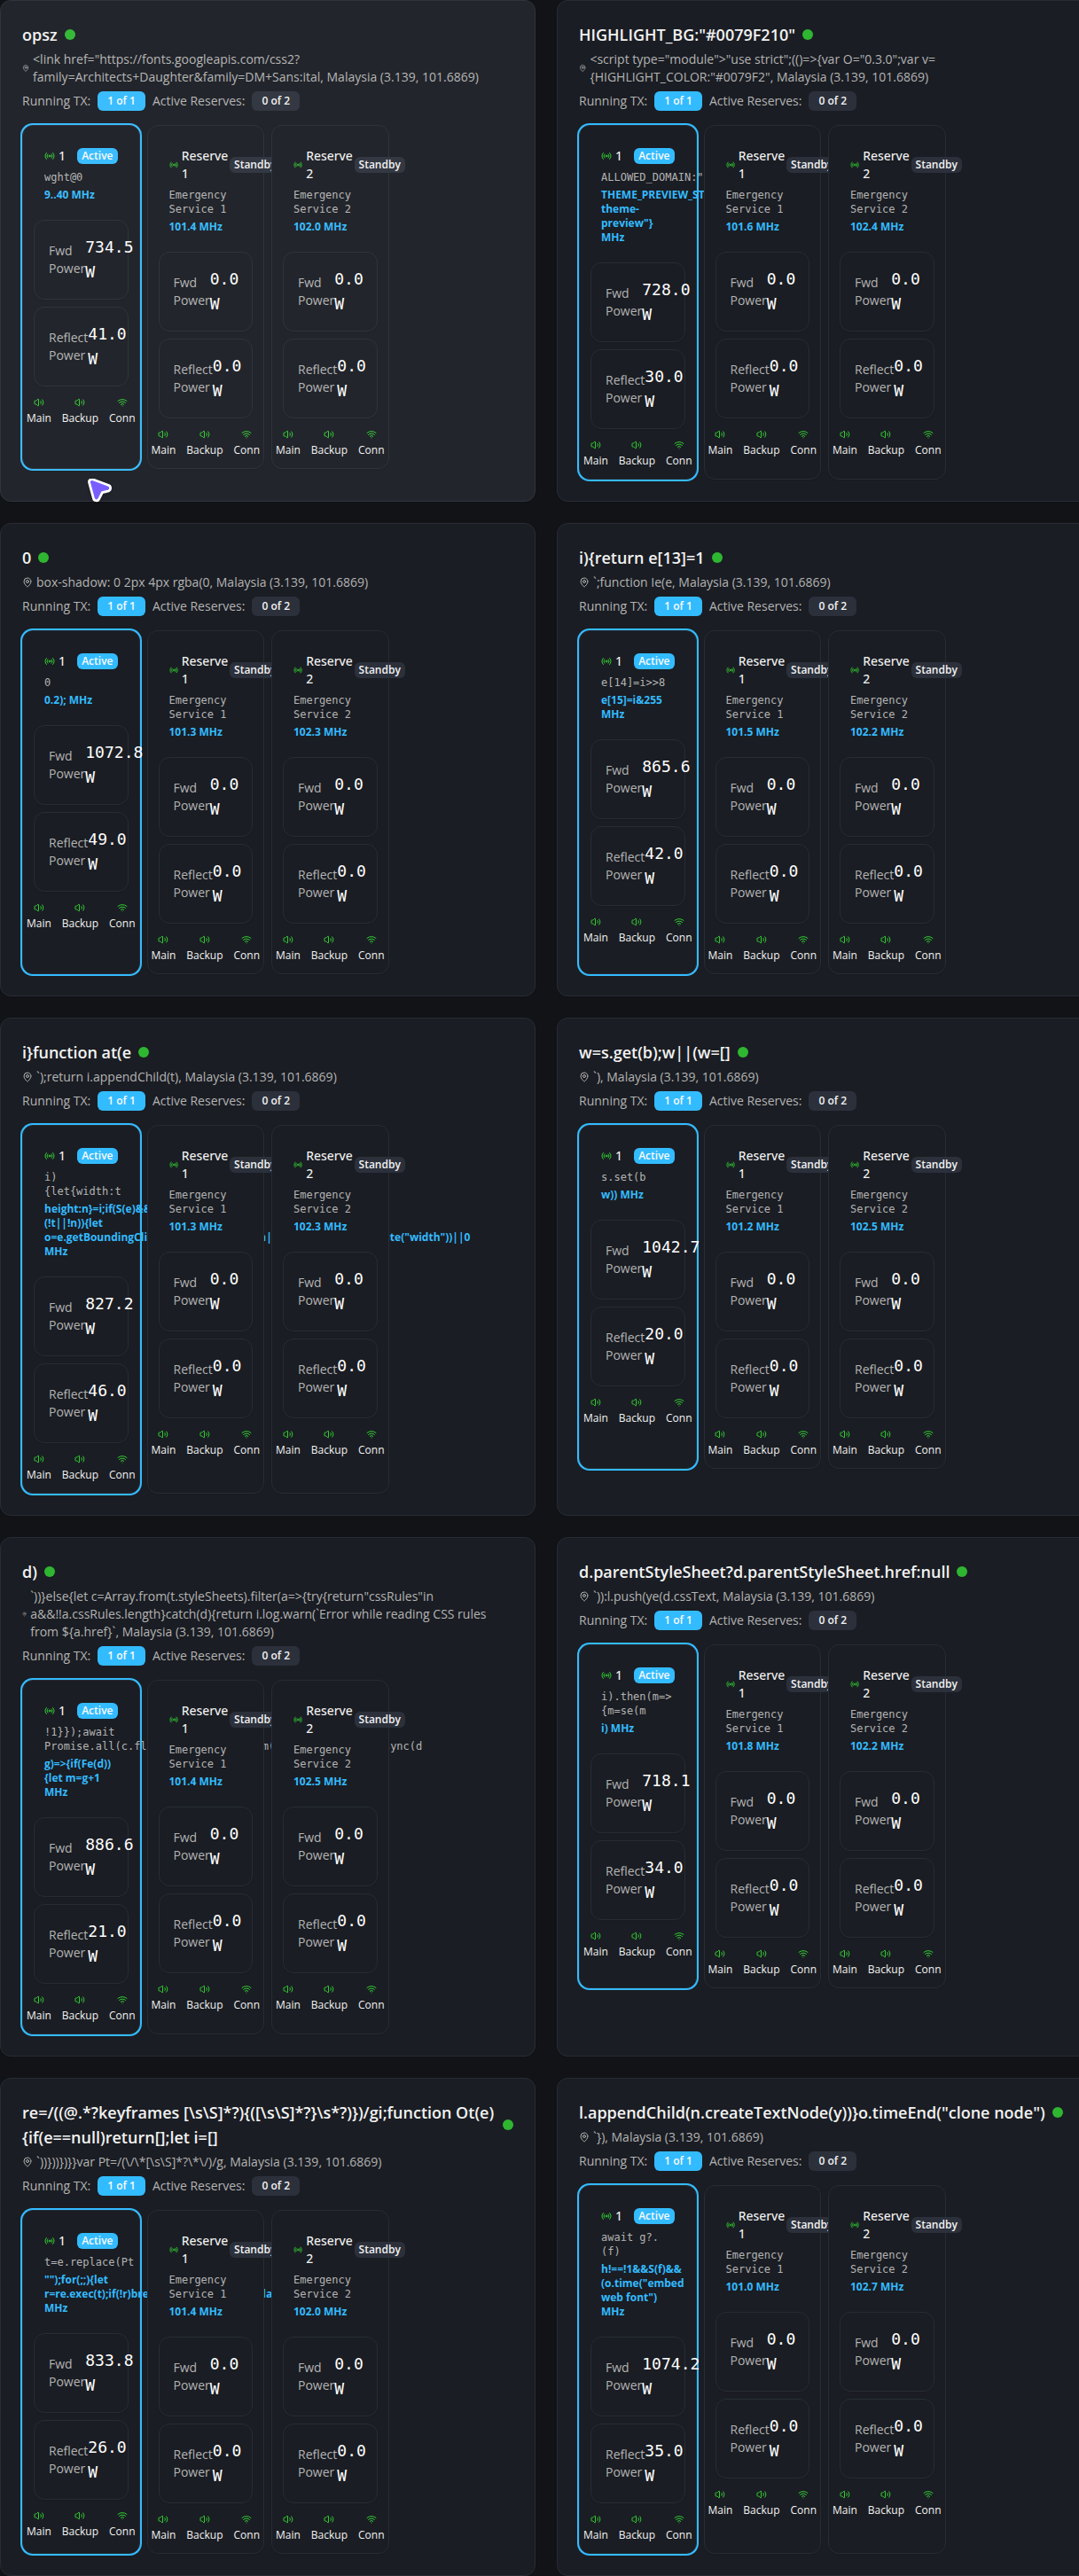 opsz
<link href="https://fonts.googleapis.com/css2?
family=Architects+Daughter&family=DM+Sans:ital, Malaysia (3.139, 101.6869)
Running TX: 1 of 1 Active Reserves: 0 of 2
1 Active
wght@0
9..40 MHz
Fwd Power 734.5 W
Reflect Power 41.0 W
Main Backup Conn
Reserve 1 Standby
Emergency
Service 1
101.4 MHz
Fwd Power 0.0 W
Reflect Power 0.0 W
Main Backup Conn
Reserve 2 Standby
Emergency
Service 2
102.0 MHz
Fwd Power 0.0 W
Reflect Power 0.0 W
Main Backup Conn
HIGHLIGHT_BG:"#0079F210"
<script type="module">"use strict";(()=>{var O="0.3.0";var v=
{HIGHLIGHT_COLOR:"#0079F2", Malaysia (3.139, 101.6869)
Running TX: 1 of 1 Active Reserves: 0 of 2
1 Active
ALLOWED_DOMAIN:"
THEME_PREVIEW_ST
theme-
preview"}
MHz
Fwd Power 728.0 W
Reflect Power 30.0 W
Main Backup Conn
Reserve 1 Standby
Emergency
Service 1
101.6 MHz
Fwd Power 0.0 W
Reflect Power 0.0 W
Main Backup Conn
Reserve 2 Standby
Emergency
Service 2
102.4 MHz
Fwd Power 0.0 W
Reflect Power 0.0 W
Main Backup Conn
0
box-shadow: 0 2px 4px rgba(0, Malaysia (3.139, 101.6869)
Running TX: 1 of 1 Active Reserves: 0 of 2
1 Active
0
0.2); MHz
Fwd Power 1072.8 W
Reflect Power 49.0 W
Main Backup Conn
Reserve 1 Standby
Emergency
Service 1
101.3 MHz
Fwd Power 0.0 W
Reflect Power 0.0 W
Main Backup Conn
Reserve 2 Standby
Emergency
Service 2
102.3 MHz
Fwd Power 0.0 W
Reflect Power 0.0 W
Main Backup Conn
i){return e[13]=1
`;function Ie(e, Malaysia (3.139, 101.6869)
Running TX: 1 of 1 Active Reserves: 0 of 2
1 Active
e[14]=i>>8
e[15]=i&255
MHz
Fwd Power 865.6 W
Reflect Power 42.0 W
Main Backup Conn
Reserve 1 Standby
Emergency
Service 1
101.5 MHz
Fwd Power 0.0 W
Reflect Power 0.0 W
Main Backup Conn
Reserve 2 Standby
Emergency
Service 2
102.2 MHz
Fwd Power 0.0 W
Reflect Power 0.0 W
Main Backup Conn
i}function at(e
`);return i.appendChild(t), Malaysia (3.139, 101.6869)
Running TX: 1 of 1 Active Reserves: 0 of 2
1 Active
i)
{let{width:t
height:n}=i;if(S(e)&&
(!t||!n)){let
o=e.getBoundingCli
MHz
Fwd Power 827.2 W
Reflect Power 46.0 W
Main Backup Conn
Reserve 1 Standby
Emergency
Service 1
101.3 MHz
Fwd Power 0.0 W
Reflect Power 0.0 W
Main Backup Conn
Reserve 2 Standby
Emergency
Service 2
102.3 MHz
te("width"))||0
Fwd Power 0.0 W
Reflect Power 0.0 W
Main Backup Conn
w=s.get(b);w||(w=[]
`), Malaysia (3.139, 101.6869)
Running TX: 1 of 1 Active Reserves: 0 of 2
1 Active
s.set(b
w)) MHz
Fwd Power 1042.7 W
Reflect Power 20.0 W
Main Backup Conn
Reserve 1 Standby
Emergency
Service 1
101.2 MHz
Fwd Power 0.0 W
Reflect Power 0.0 W
Main Backup Conn
Reserve 2 Standby
Emergency
Service 2
102.5 MHz
Fwd Power 0.0 W
Reflect Power 0.0 W
Main Backup Conn
d)
`))}else{let c=Array.from(t.styleSheets).filter(a=>{try{return"cssRules"in
a&&!!a.cssRules.length}catch(d){return i.log.warn(`Error while reading CSS rules
from ${a.href}`, Malaysia (3.139, 101.6869)
Running TX: 1 of 1 Active Reserves: 0 of 2
1 Active
!1}});await
Promise.all(c.fl
g)=>{if(Fe(d))
{let m=g+1
MHz
Fwd Power 886.6 W
Reflect Power 21.0 W
Main Backup Conn
Reserve 1 Standby
Emergency
Service 1
101.4 MHz
Fwd Power 0.0 W
Reflect Power 0.0 W
Main Backup Conn
Reserve 2 Standby
ync(d
Emergency
Service 2
102.5 MHz
Fwd Power 0.0 W
Reflect Power 0.0 W
Main Backup Conn
d.parentStyleSheet?d.parentStyleSheet.href:null
`)):l.push(ye(d.cssText, Malaysia (3.139, 101.6869)
Running TX: 1 of 1 Active Reserves: 0 of 2
1 Active
i).then(m=>
{m=se(m
i) MHz
Fwd Power 718.1 W
Reflect Power 34.0 W
Main Backup Conn
Reserve 1 Standby
Emergency
Service 1
101.8 MHz
Fwd Power 0.0 W
Reflect Power 0.0 W
Main Backup Conn
Reserve 2 Standby
Emergency
Service 2
102.2 MHz
Fwd Power 0.0 W
Reflect Power 0.0 W
Main Backup Conn
re=/((@.*?keyframes [\s\S]*?){([\s\S]*?}\s*?)})/gi;function Ot(e)
{if(e==null)return[];let i=[]
`))}))}))}}var Pt=/(\/\*[\s\S]*?\*\/)/g, Malaysia (3.139, 101.6869)
Running TX: 1 of 1 Active Reserves: 0 of 2
1 Active
t=e.replace(Pt
"");for(;;){let
r=re.exec(t);if(!r)bre
MHz
Fwd Power 833.8 W
Reflect Power 26.0 W
Main Backup Conn
Reserve 1 Standby
Emergency
Service 1
101.4 MHz
Fwd Power 0.0 W
Reflect Power 0.0 W
Main Backup Conn
Reserve 2 Standby
Emergency
Service 2
102.0 MHz
Fwd Power 0.0 W
Reflect Power 0.0 W
Main Backup Conn
l.appendChild(n.createTextNode(y))}o.timeEnd("clone node")
`}), Malaysia (3.139, 101.6869)
Running TX: 1 of 1 Active Reserves: 0 of 2
1 Active
await g?.
(f)
h!==!1&&S(f)&&
(o.time("embed
web font")
MHz
Fwd Power 1074.2 W
Reflect Power 35.0 W
Main Backup Conn
Reserve 1 Standby
Emergency
Service 1
101.0 MHz
Fwd Power 0.0 W
Reflect Power 0.0 W
Main Backup Conn
Reserve 2 Standby
Emergency
Service 2
102.7 MHz
Fwd Power 0.0 W
Reflect Power 0.0 W
Main Backup Conn